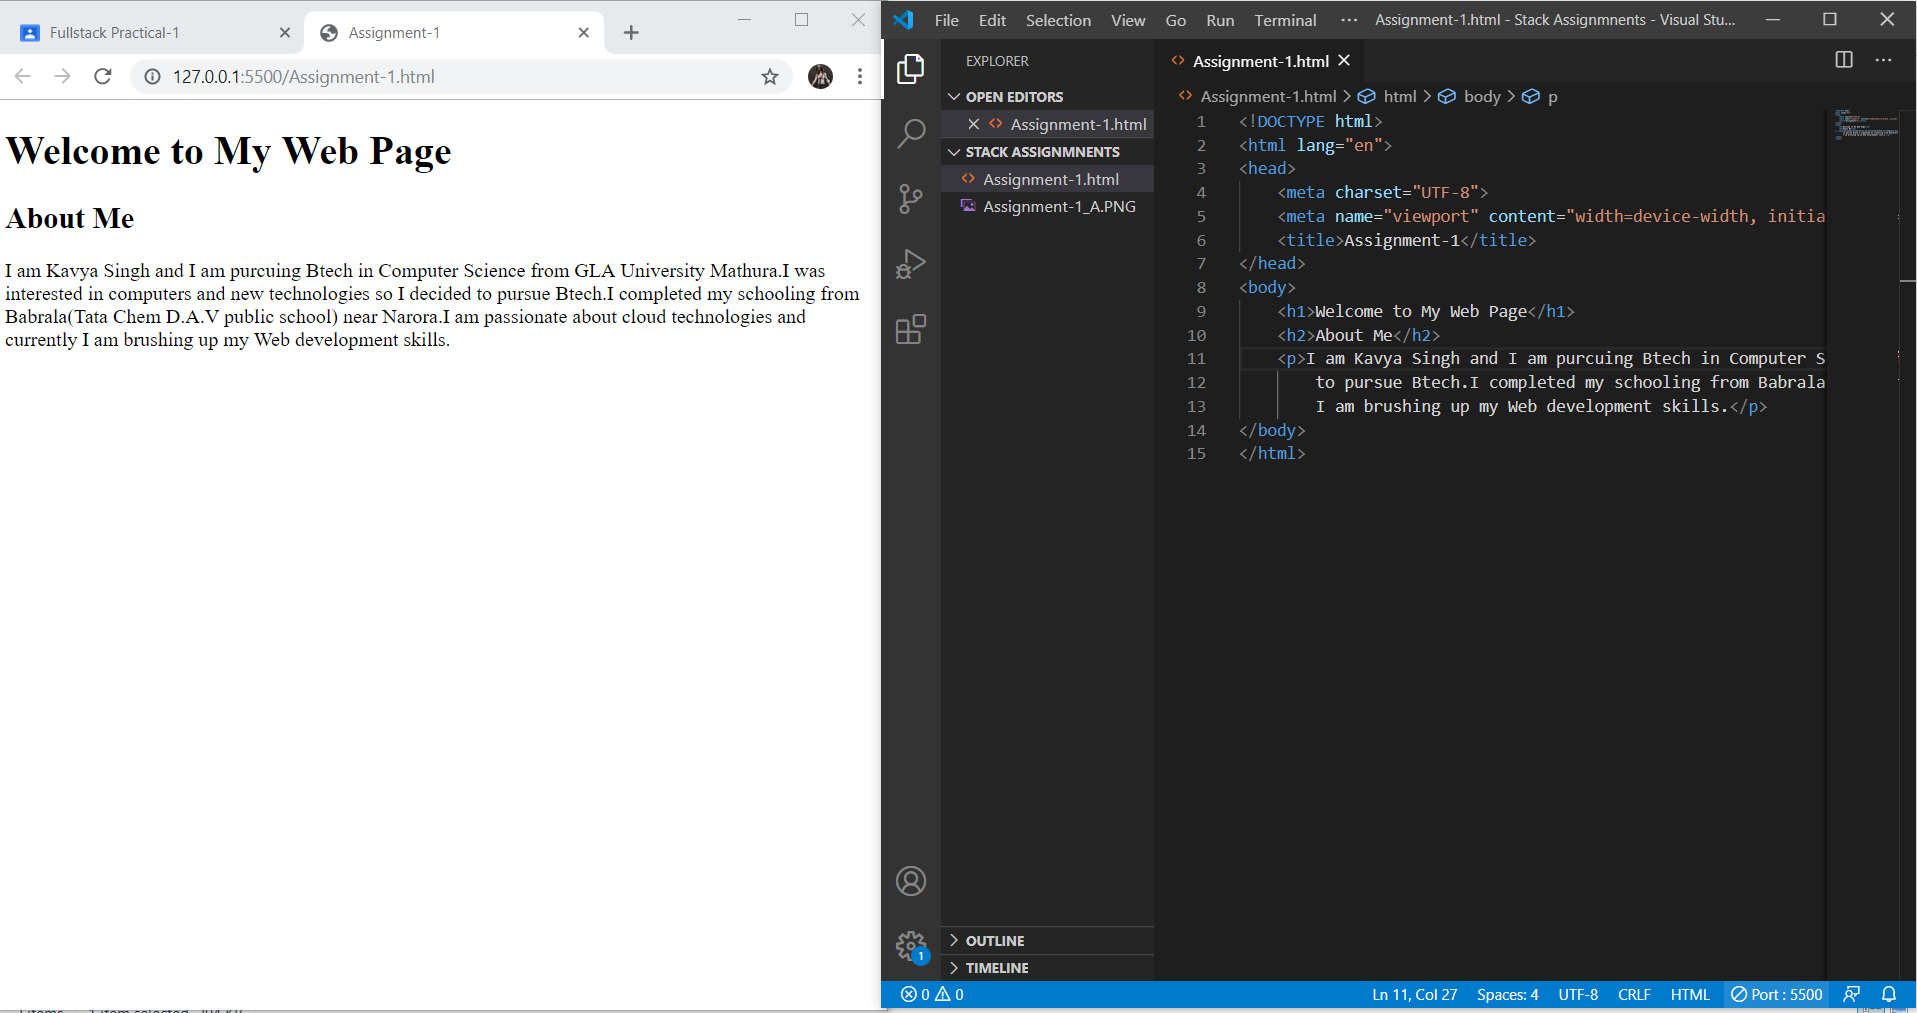 Fullstack Practical-1
Assignment-1
127.0.0.1:5500/Assignment-1.html
Welcome to My Web Page
About Me
I am Kavya Singh and I am purcuing Btech in Computer Science from GLA University Mathura.I was
interested in computers and new technologies so I decided to pursue Btech.I completed my schooling from
Babrala(Tata Chem D.A.V public school) near Narora.I am passionate about cloud technologies and
currently I am brushing up my Web development skills.
File Edit Selection View Go Run Terminal ··· Assignment-1.html - Stack Assignmnents - Visual Stu...
EXPLORER
OPEN EDITORS
Assignment-1.html
STACK ASSIGNMNENTS
Assignment-1.html
Assignment-1_A.PNG
OUTLINE
TIMELINE
Assignment-1.html
Assignment-1.html > html > body > p
1 <!DOCTYPE html>
2 <html lang="en">
3 <head>
4 <meta charset="UTF-8">
5 <meta name="viewport" content="width=device-width, initia
6 <title>Assignment-1</title>
7 </head>
8 <body>
9 <h1>Welcome to My Web Page</h1>
10 <h2>About Me</h2>
11 <p>I am Kavya Singh and I am purcuing Btech in Computer S
12 to pursue Btech.I completed my schooling from Babrala
13 I am brushing up my Web development skills.</p>
14 </body>
15 </html>
1
0 0 Ln 11, Col 27 Spaces: 4 UTF-8 CRLF HTML Port : 5500